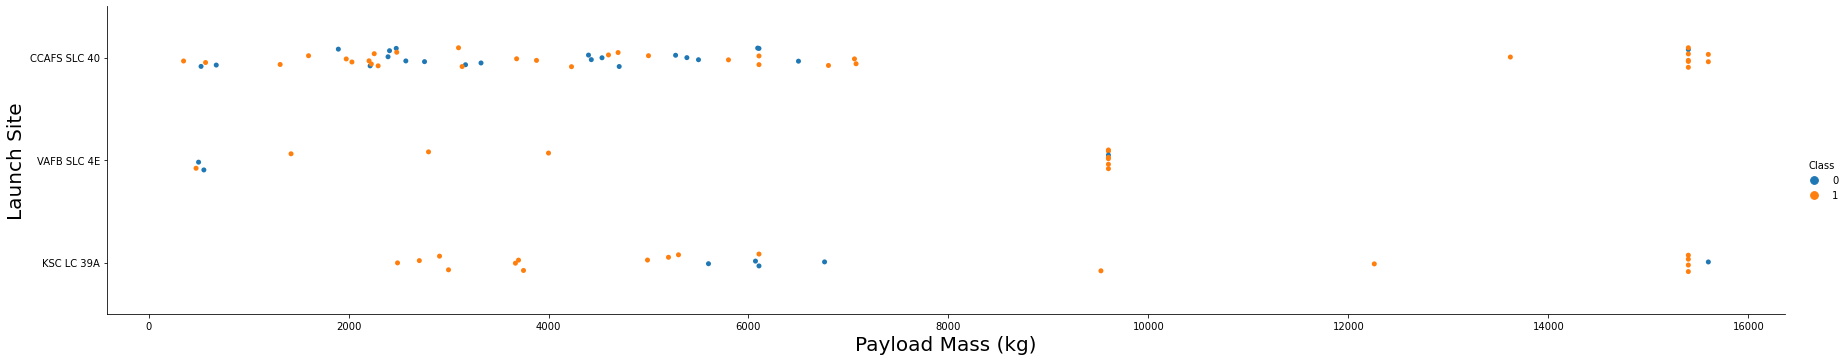 Launch Site
CCAFS SLC 40
VAFB SLC 4E
KSC LC 39A
0 2000 4000 6000 8000 10000 12000 14000 16000
Payload Mass (kg)
Class
0
1